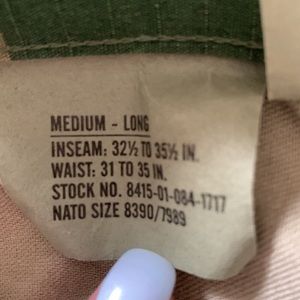 MEDIUM - LONG
INSEAM: 32½ TO 35½ IN.
WAIST: 31 TO 35 IN.
STOCK NO. 8415-01-084-1717
NATO SIZE 8390/7989